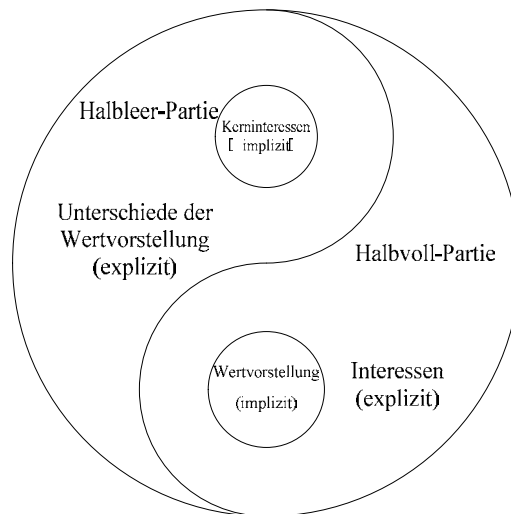 Halbleer-Partie
Kerninteressen
[ implizit[
Unterschiede der
Wertvorstellung
(explizit)
Halbvoll-Partie
Wertvorstellung
(implizit)
Interessen
(explizit)